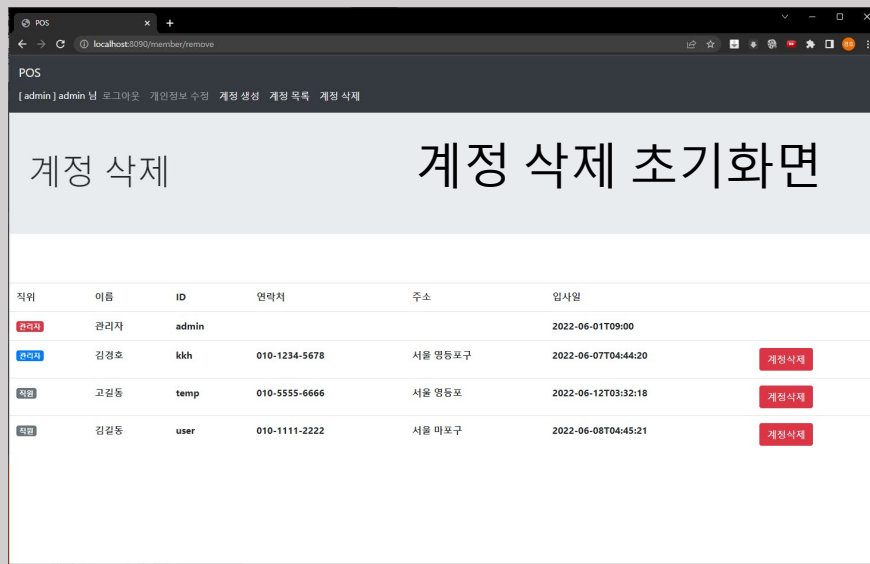 POS
localhost:8090/member/remove
POS
[ admin ] admin 님 로그아웃 개인정보 수정 계정 생성 계정 목록 계정 삭제
계정 삭제
계정 삭제 초기화면
직위 이름 ID 연락처 주소 입사일
관리자 관리자 admin 2022-06-01T09:00
관리자 김경호 kkh 010-1234-5678 서울 영등포구 2022-06-07T04:44:20 계정삭제
직원 고길동 temp 010-5555-6666 서울 영등포 2022-06-12T03:32:18 계정삭제
직원 김길동 user 010-1111-2222 서울 마포구 2022-06-08T04:45:21 계정삭제